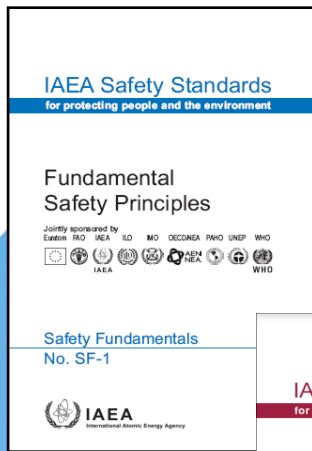 IAEA Safety Standards
for protecting people and the environment
Fundamental
Safety Principles
Jointly sponsored by
Euratom FAO IAEA ILO IMO OECD/NEA PAHO UNEP WHO
IAEA
AEN
NEA
WHO
Safety Fundamentals
No. SF-1
IAEA
International Atomic Energy Agency
IA
for